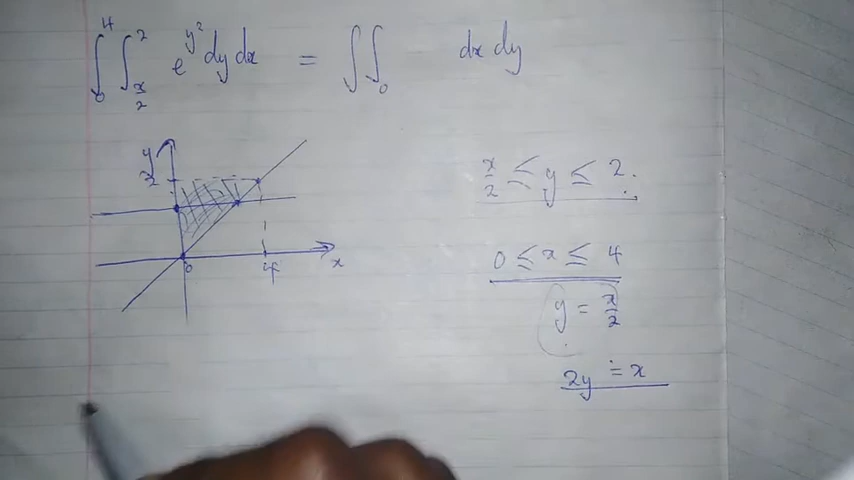 ∫₀⁴ ∫_{x/2}^{2} e^{y²} dy dx = ∫∫₀ dx dy
y
2
x/2 ≤ y ≤ 2.
0 ≤ x ≤ 4
0 4 x
y = x/2
2y = x